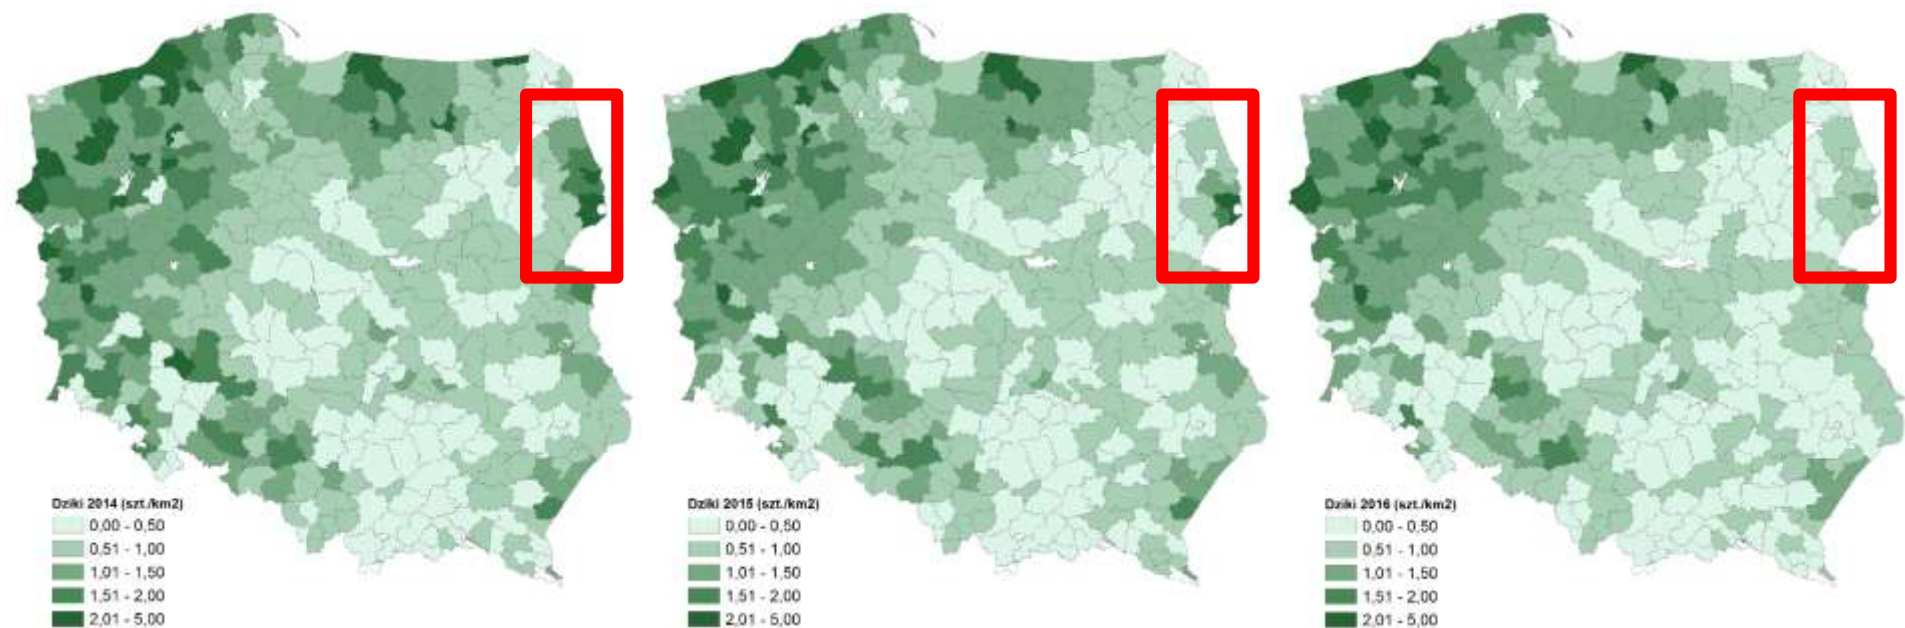 Dziki 2014 (szt./km2)
0,00 - 0,50
0,51 - 1,00
1,01 - 1,50
1,51 - 2,00
2,01 - 5,00
Dziki 2015 (szt./km2)
0,00 - 0,50
0,51 - 1,00
1,01 - 1,50
1,51 - 2,00
2,01 - 5,00
Dziki 2016 (szt./km2)
0,00 - 0,50
0,51 - 1,00
1,01 - 1,50
1,51 - 2,00
2,01 - 5,00